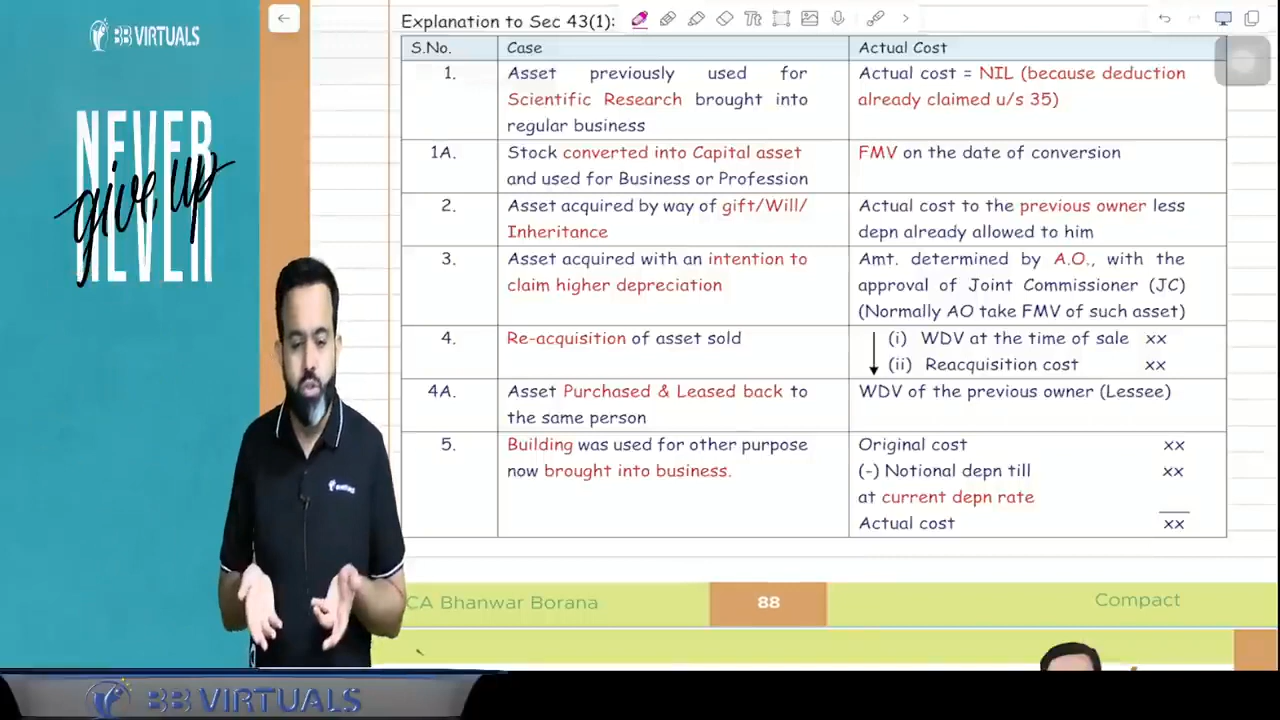 BB VIRTUALS
NEVER
give up
NEVER
Explanation to Sec 43(1):
Tt
S.No. Case Actual Cost
1. Asset previously used for Actual cost = NIL (because deduction
Scientific Research brought into already claimed u/s 35)
regular business
1A. Stock converted into Capital asset FMV on the date of conversion
and used for Business or Profession
2. Asset acquired by way of gift/Will/ Actual cost to the previous owner less
Inheritance depn already allowed to him
3. Asset acquired with an intention to Amt. determined by A.O., with the
claim higher depreciation approval of Joint Commissioner (JC)
(Normally AO take FMV of such asset)
4. Re-acquisition of asset sold (i) WDV at the time of sale xx
(ii) Reacquisition cost xx
4A. Asset Purchased & Leased back to WDV of the previous owner (Lessee)
the same person
5. Building was used for other purpose Original cost xx
now brought into business. (-) Notional depn till xx
at current depn rate
Actual cost xx
CA Bhanwar Borana 88 Compact
BB VIRTUALS